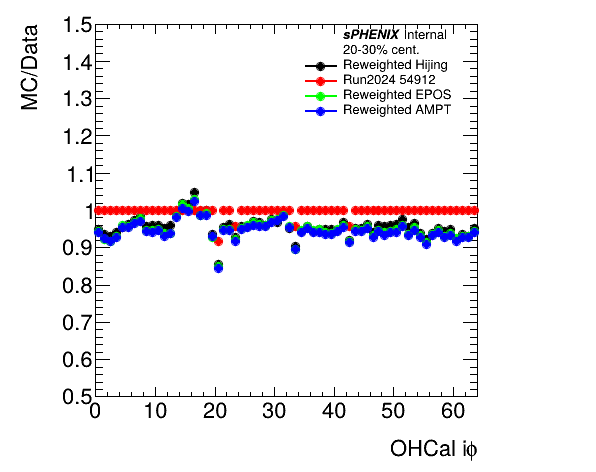 MC/Data
1.5
1.4
1.3
1.2
1.1
1
0.9
0.8
0.7
0.6
0.5
sPHENIX Internal
20-30% cent.
Reweighted Hijing
Run2024 54912
Reweighted EPOS
Reweighted AMPT
0 10 20 30 40 50 60
OHCal iϕ